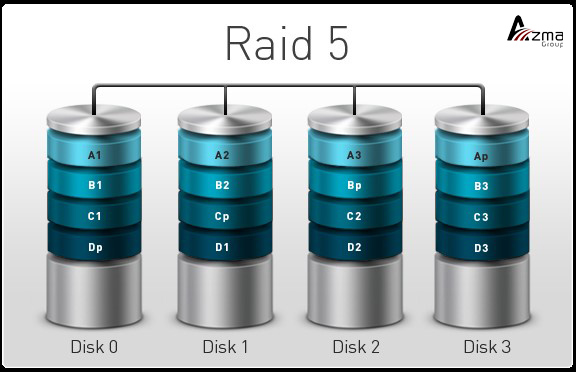 Raid 5
Azma
Group
A1 A2 A3 Ap
B1 B2 Bp B3
C1 Cp C2 C3
Dp D1 D2 D3
Disk 0 Disk 1 Disk 2 Disk 3